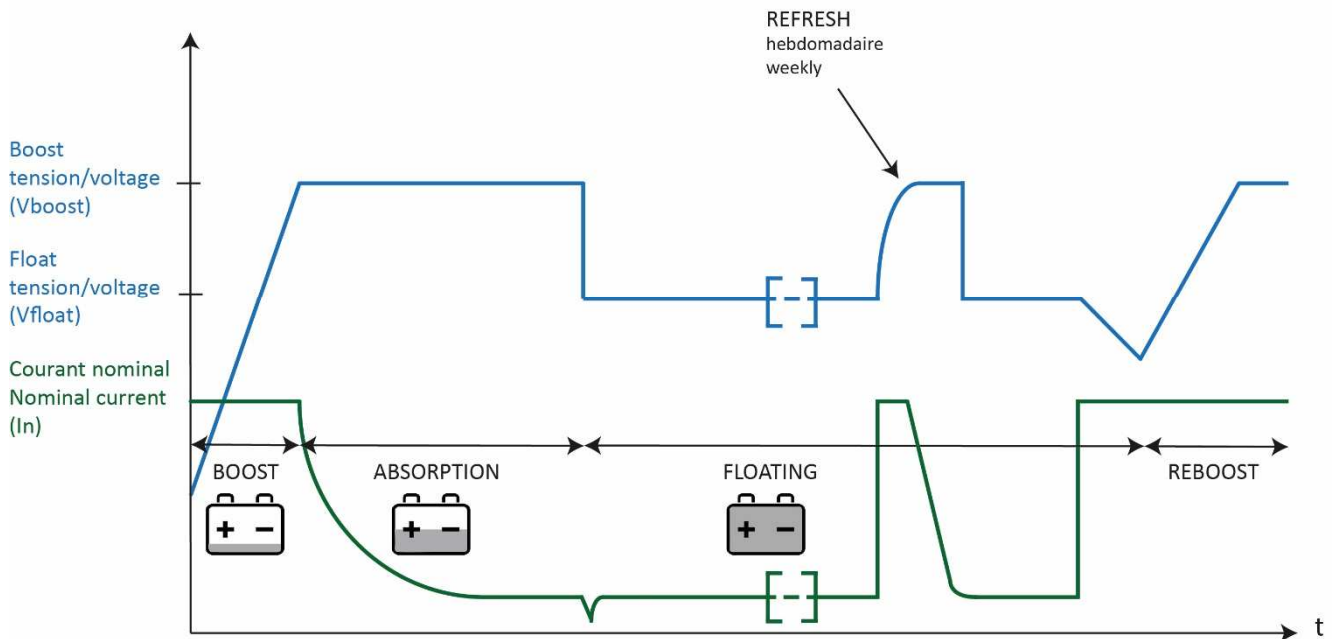 REFRESH
hebdomadaire
weekly
Boost
tension/voltage
(Vboost)
Float
tension/voltage
(Vfloat)
Courant nominal
Nominal current
(In)
BOOST
ABSORPTION
FLOATING
REBOOST
+ −
+ −
+ −
t